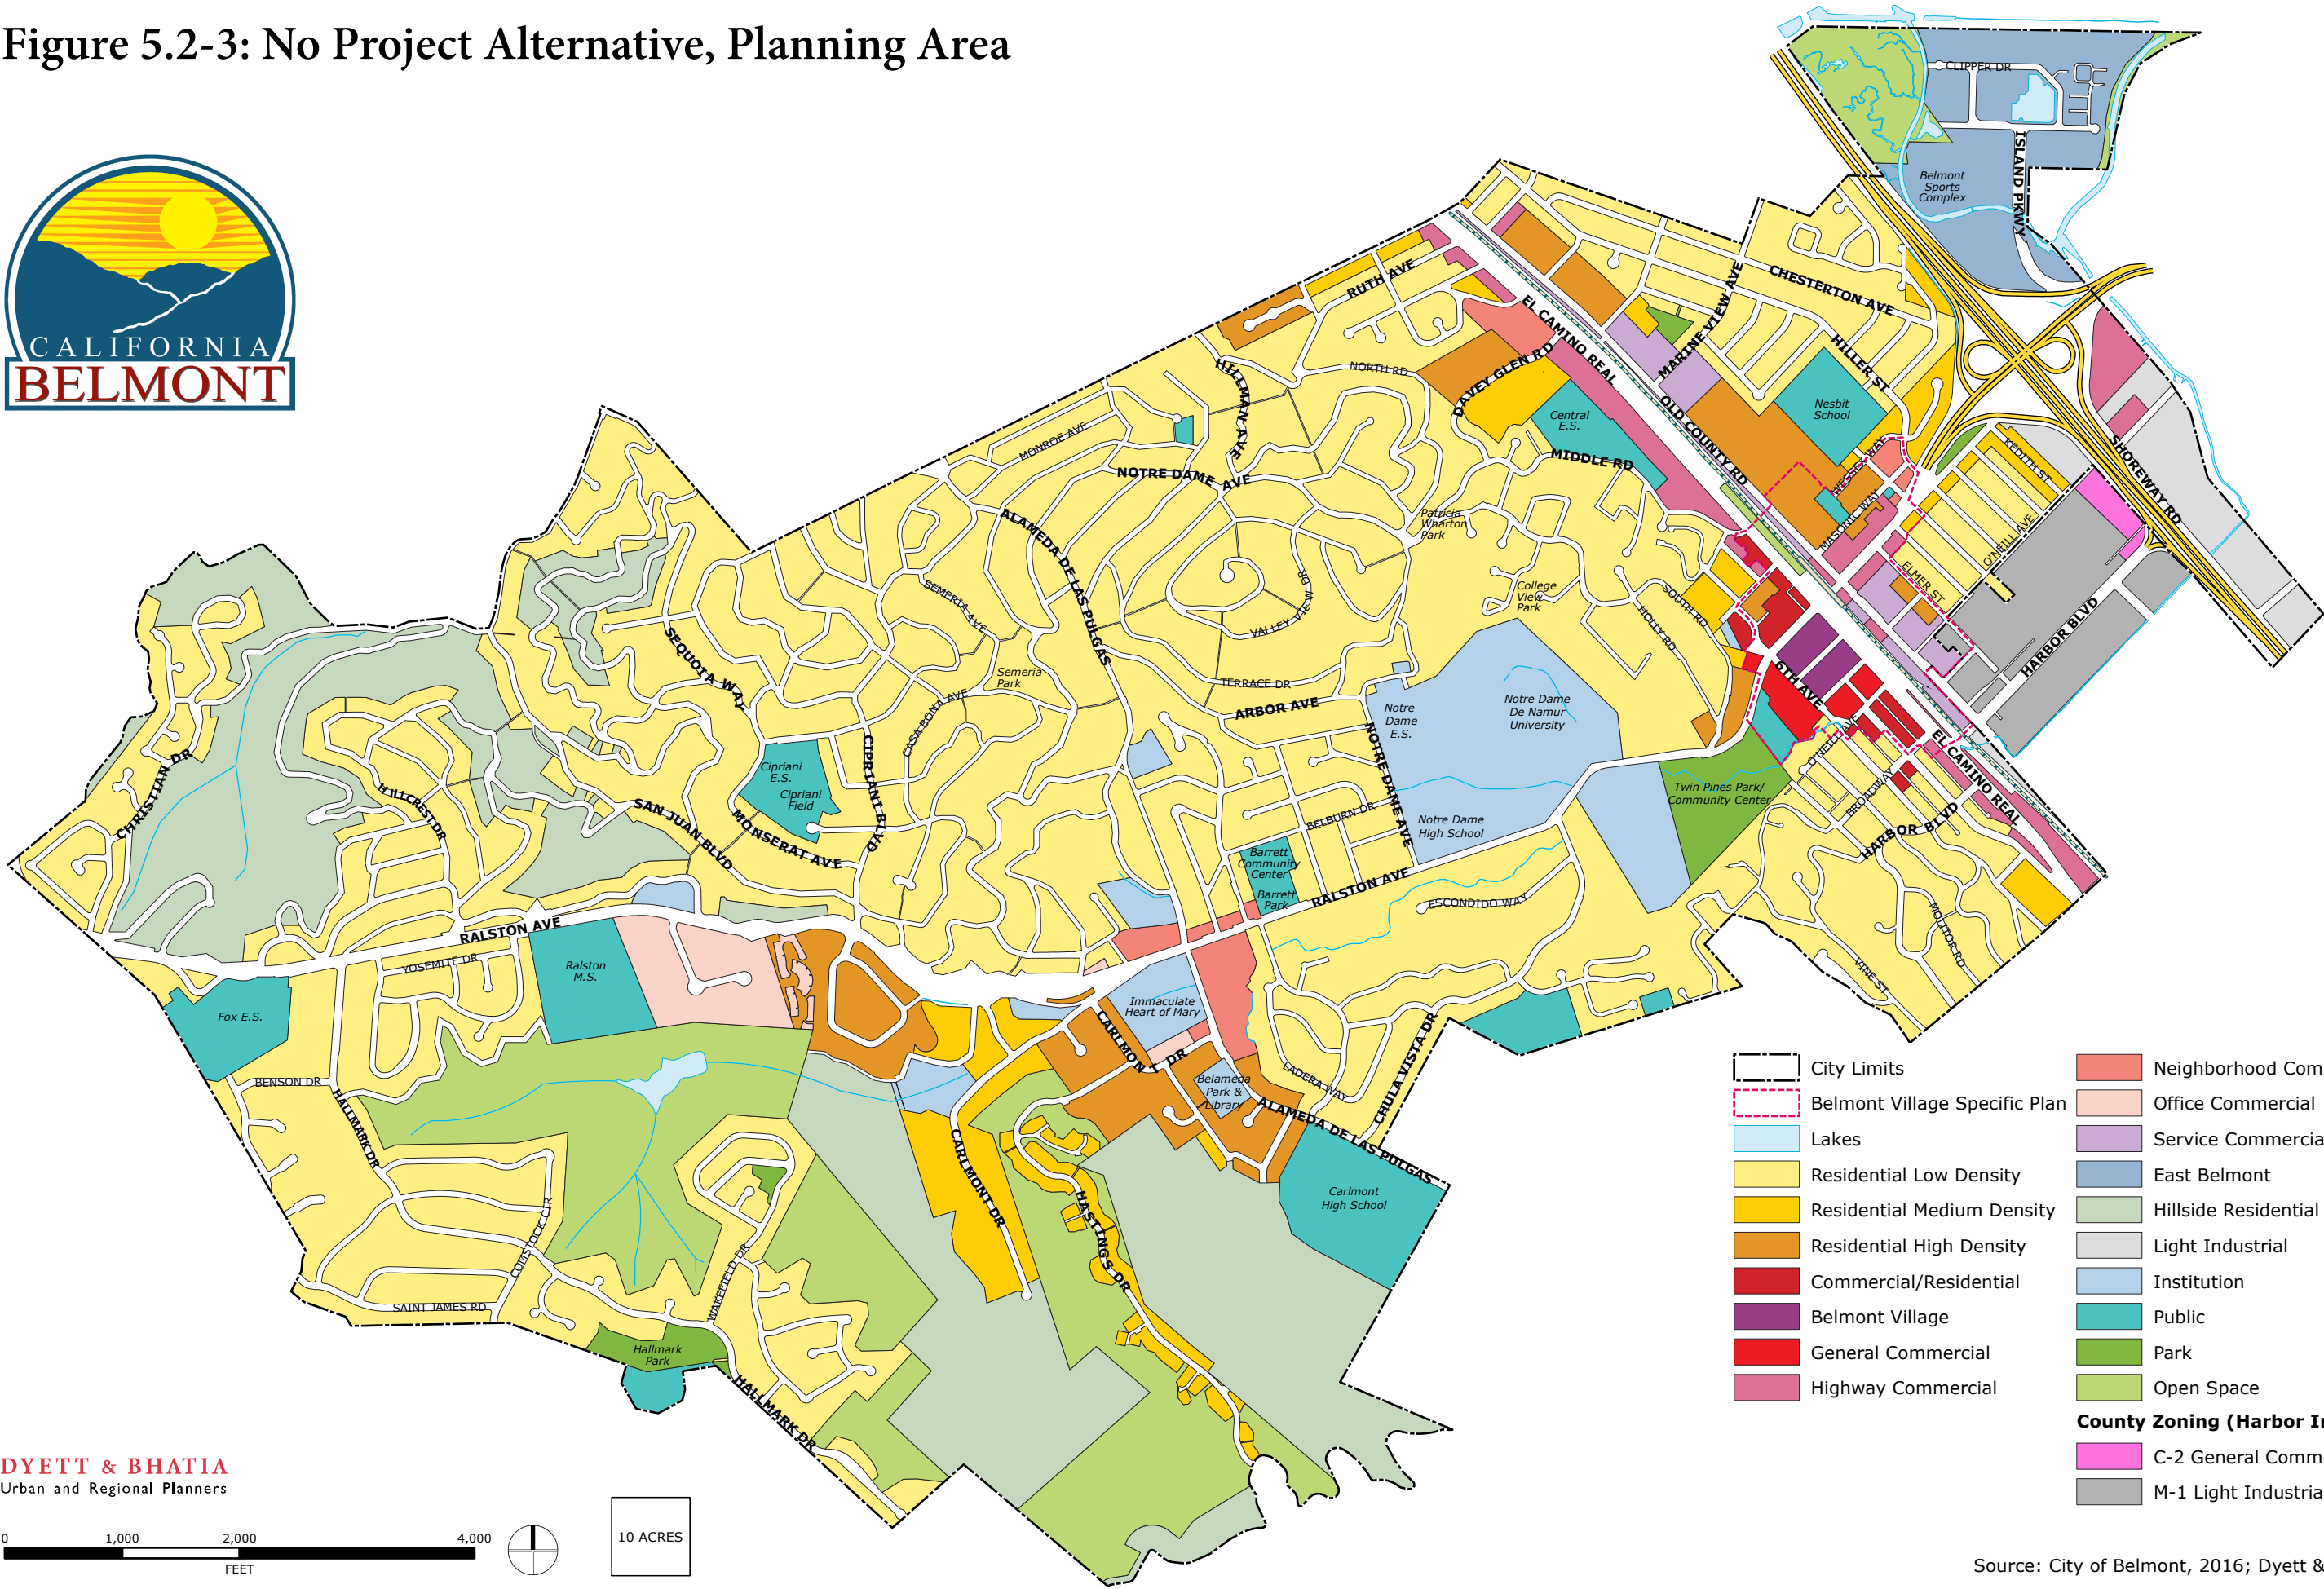 Figure 5.2-3: No Project Alternative, Planning Area
CALIFORNIA
BELMONT
CLIPPER DR
ISLAND PKWY
Belmont
Sports
Complex
CHESTERTON AVE
MARINE VIEW AVE
HILLER ST
RUTH AVE
EL CAMINO REAL
NORTH RD
DAVEY GLEN RD
HILLMAN AVE
OLD COUNTY RD
Nesbit
School
Central
E.S.
MIDDLE RD
MONROE AVE
NOTRE DAME AVE
WESSEX WAY
MASONIC WAY
KEDITH ST
SHOREWAY RD
O'NEILL AVE
ELMER ST
HARBOR BLVD
ALAMEDA DE LAS PULGAS
Patricia
Wharton
Park
College
View
Park
SOUTH RD
HOLLY RD
SEMERIA AVE
VALLEY VIEW DR
Semeria
Park
SEQUOIA WAY
CASA BONA AVE
TERRACE DR
ARBOR AVE
Notre
Dame
E.S.
Notre Dame
De Namur
University
6TH AVE
O'NEILL AVE
EL CAMINO REAL
BROADWAY
HARBOR BLVD
CHRISTIAN DR
HILLCREST DR
Cipriani
E.S.
Cipriani
Field
CIPRIANI BLVD
SAN JUAN BLVD
MONSERAT AVE
NOTRE DAME AVE
BELBURN DR
Notre Dame
High School
Twin Pines Park/
Community Center
Barrett
Community
Center
Barrett
Park
RALSTON AVE
ESCONDIDO WAY
MOLITOR RD
VINE ST
RALSTON AVE
YOSEMITE DR
Ralston
M.S.
Fox E.S.
Immaculate
Heart of Mary
CARLMONT DR
Belameda
Park &
Library
LADERA WAY
CHULA VISTA DR
ALAMEDA DE LAS PULGAS
BENSON DR
HALLMARK DR
CARLMONT DR
HASTINGS DR
Carlmont
High School
COMSTOCK CIR
WAKEFIELD DR
SAINT JAMES RD
Hallmark
Park
HALLMARK DR
City Limits
Belmont Village Specific Plan
Lakes
Residential Low Density
Residential Medium Density
Residential High Density
Commercial/Residential
Belmont Village
General Commercial
Highway Commercial
Neighborhood Com
Office Commercial
Service Commercia
East Belmont
Hillside Residential
Light Industrial
Institution
Public
Park
Open Space
County Zoning (Harbor In
C-2 General Comm
M-1 Light Industria
DYETT & BHATIA
Urban and Regional Planners
0 1,000 2,000 4,000
FEET
10 ACRES
Source: City of Belmont, 2016; Dyett &